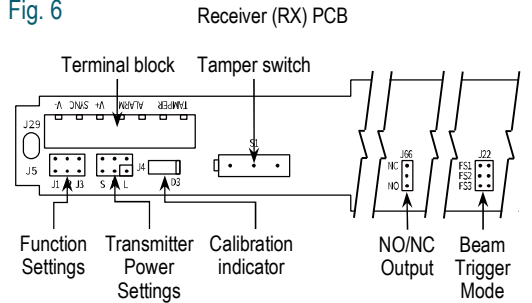 Fig. 6
Receiver (RX) PCB
Terminal block
Tamper switch
V- SYNC V+ ALARM TAMPER
J29
J5
J1 J3
S L
J4
D3
S1
J66
NC
NO
J22
FS1
FS2
FS3
Function
Settings
Transmitter
Power
Settings
Calibration
indicator
NO/NC
Output
Beam
Trigger
Mode